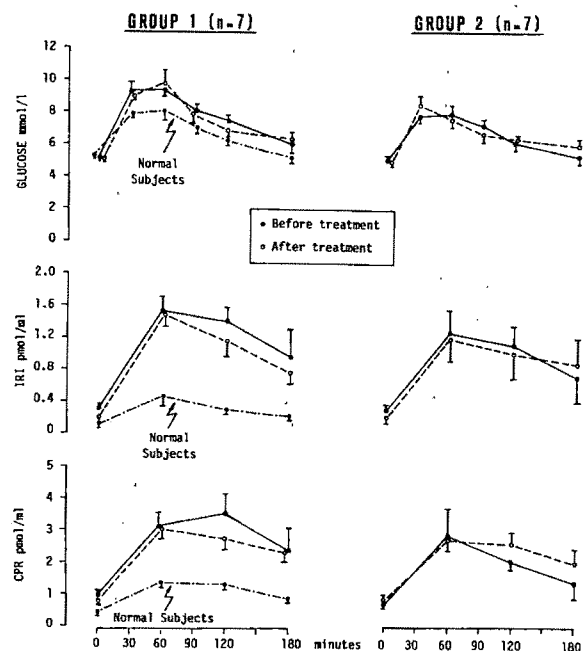 GROUP 1 (n=7)
GROUP 2 (n=7)
GLUCOSE mmol/l
12
10
8
6
4
2
0
Normal
Subjects
Before treatment
After treatment
IRI pmol/ml
2.0
1.6
1.2
0.8
0.4
0
Normal
Subjects
CPR pmol/ml
5
4
3
2
1
0
Normal Subjects
0 30 60 90 120 180 minutes 0 30 60 90 120 180